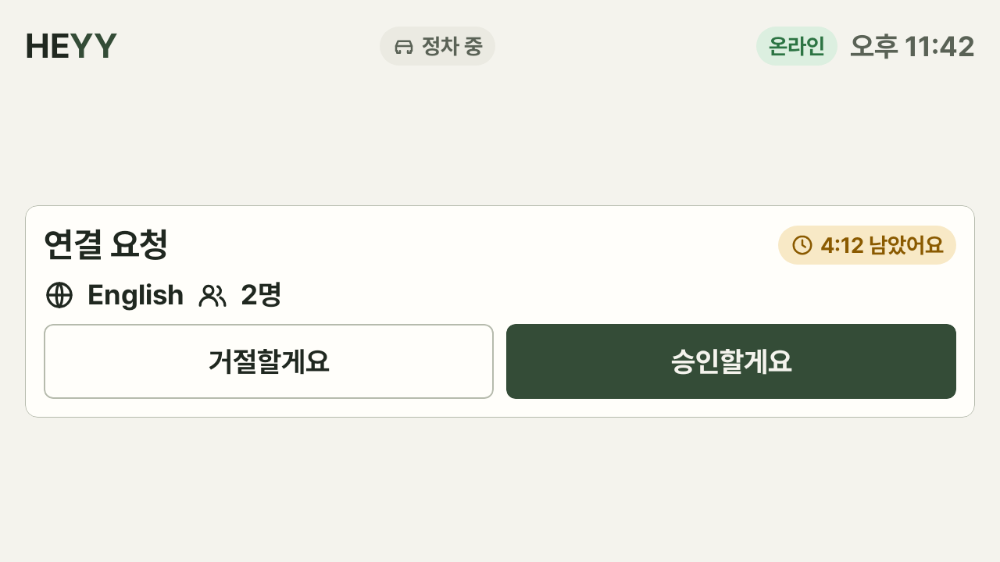 HEYY
정차 중
온라인 오후 11:42
연결 요청
4:12 남았어요
English 2명
거절할게요
승인할게요